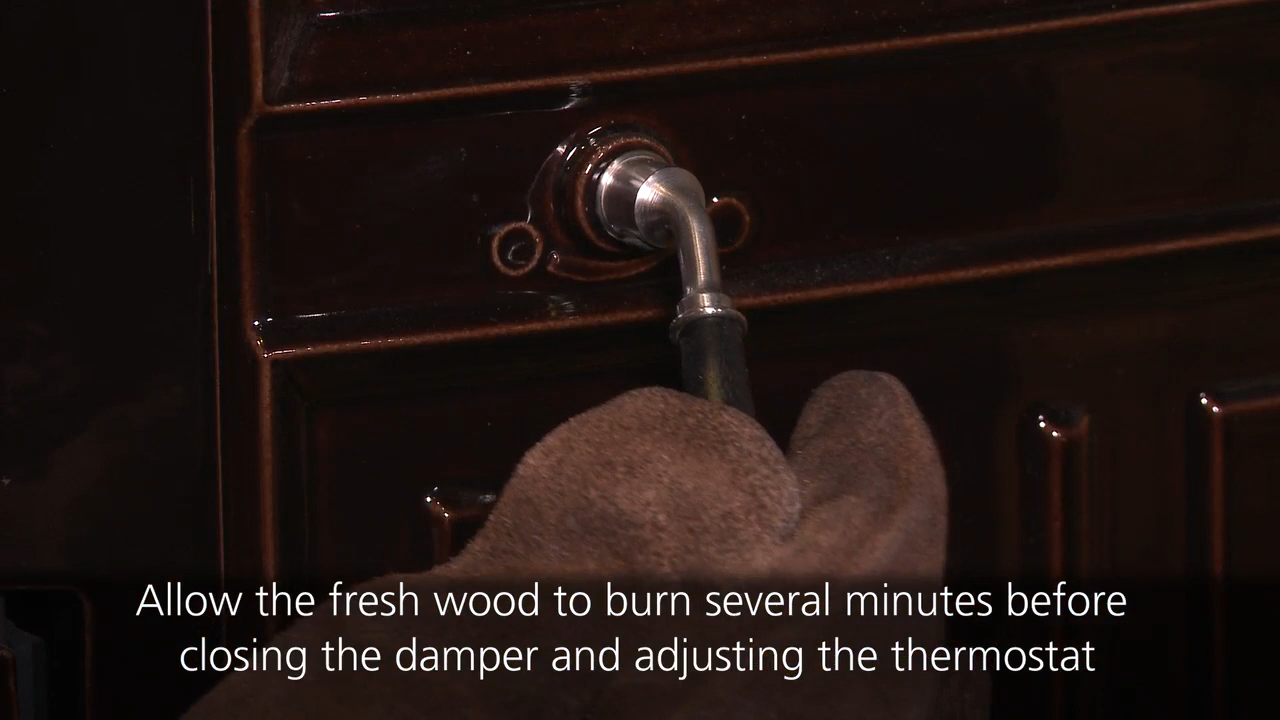 Allow the fresh wood to burn several minutes before
closing the damper and adjusting the thermostat